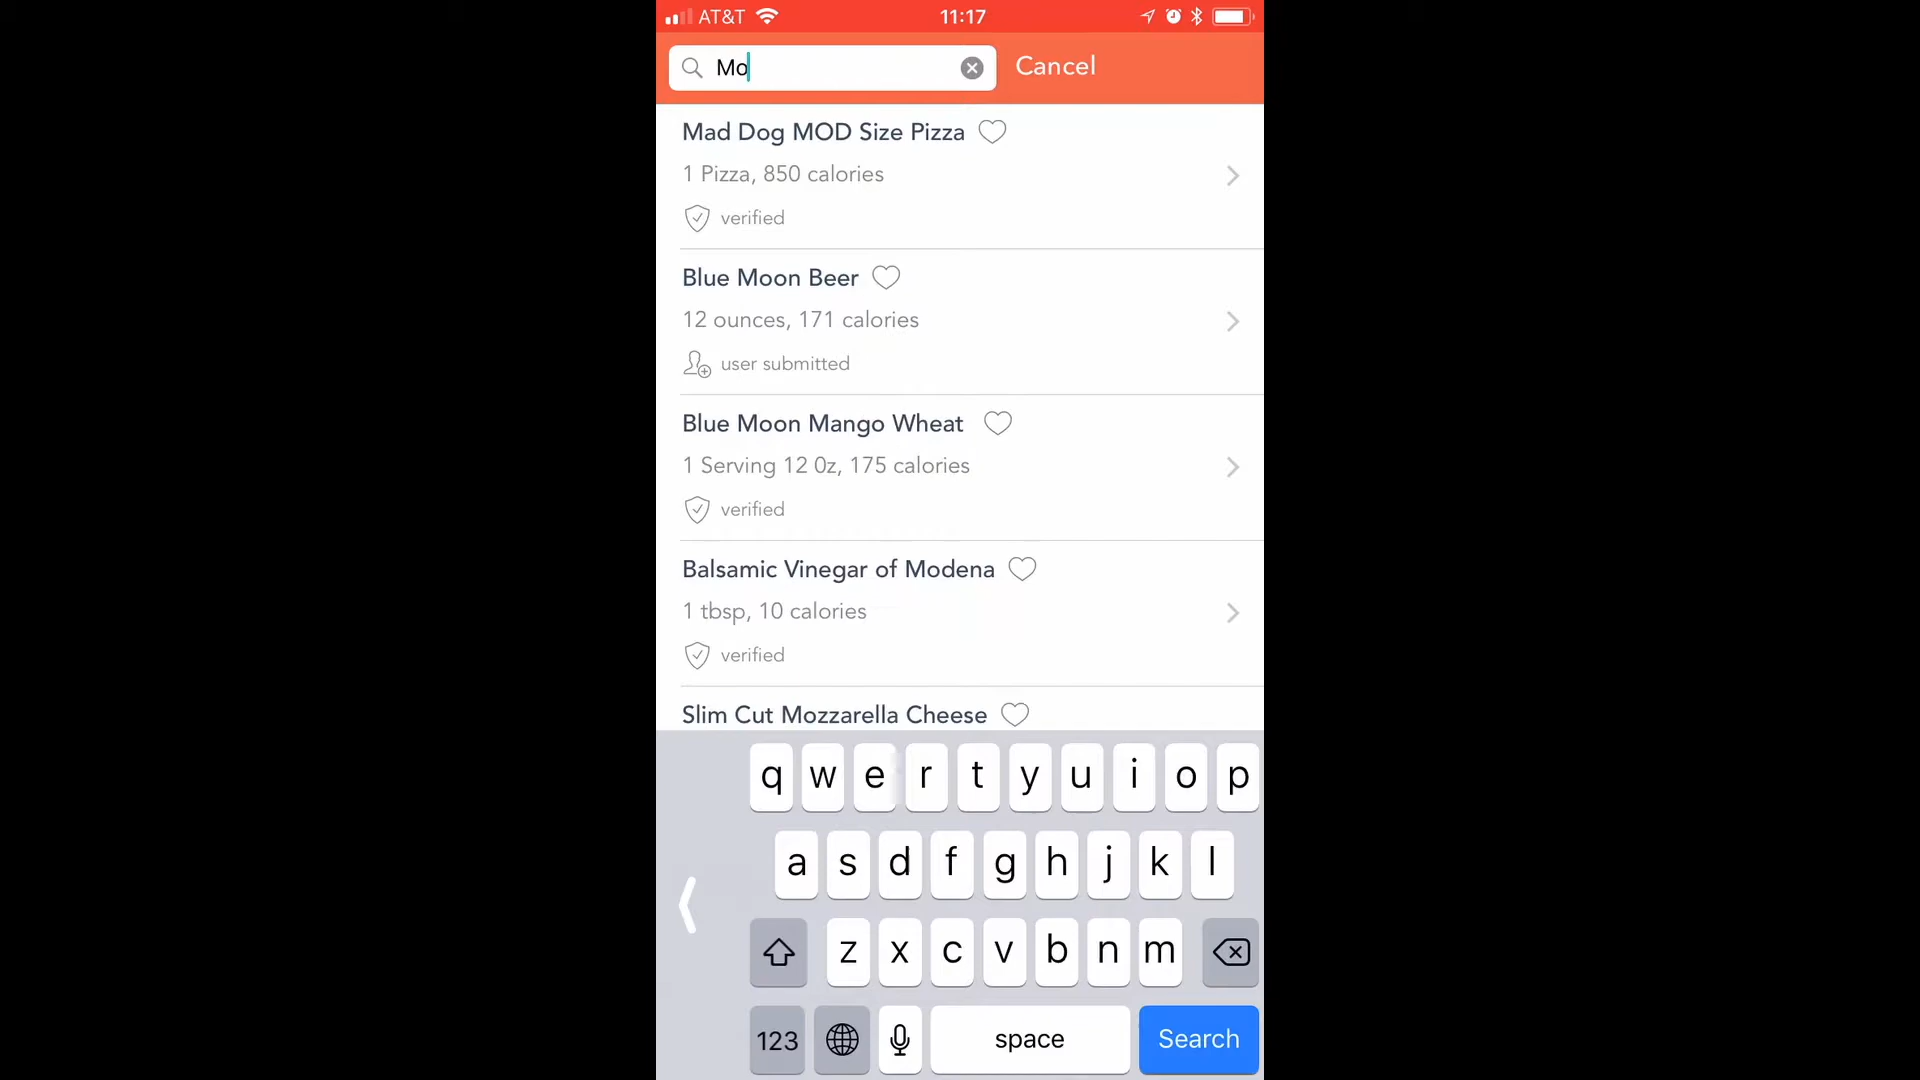 AT&T 11:17
Mo Cancel
Mad Dog MOD Size Pizza
1 Pizza, 850 calories
verified
Blue Moon Beer
12 ounces, 171 calories
user submitted
Blue Moon Mango Wheat
1 Serving 12 0z, 175 calories
verified
Balsamic Vinegar of Modena
1 tbsp, 10 calories
verified
Slim Cut Mozzarella Cheese
q w e r t y u i o p
a s d f g h j k l
z x c v b n m
123 space Search